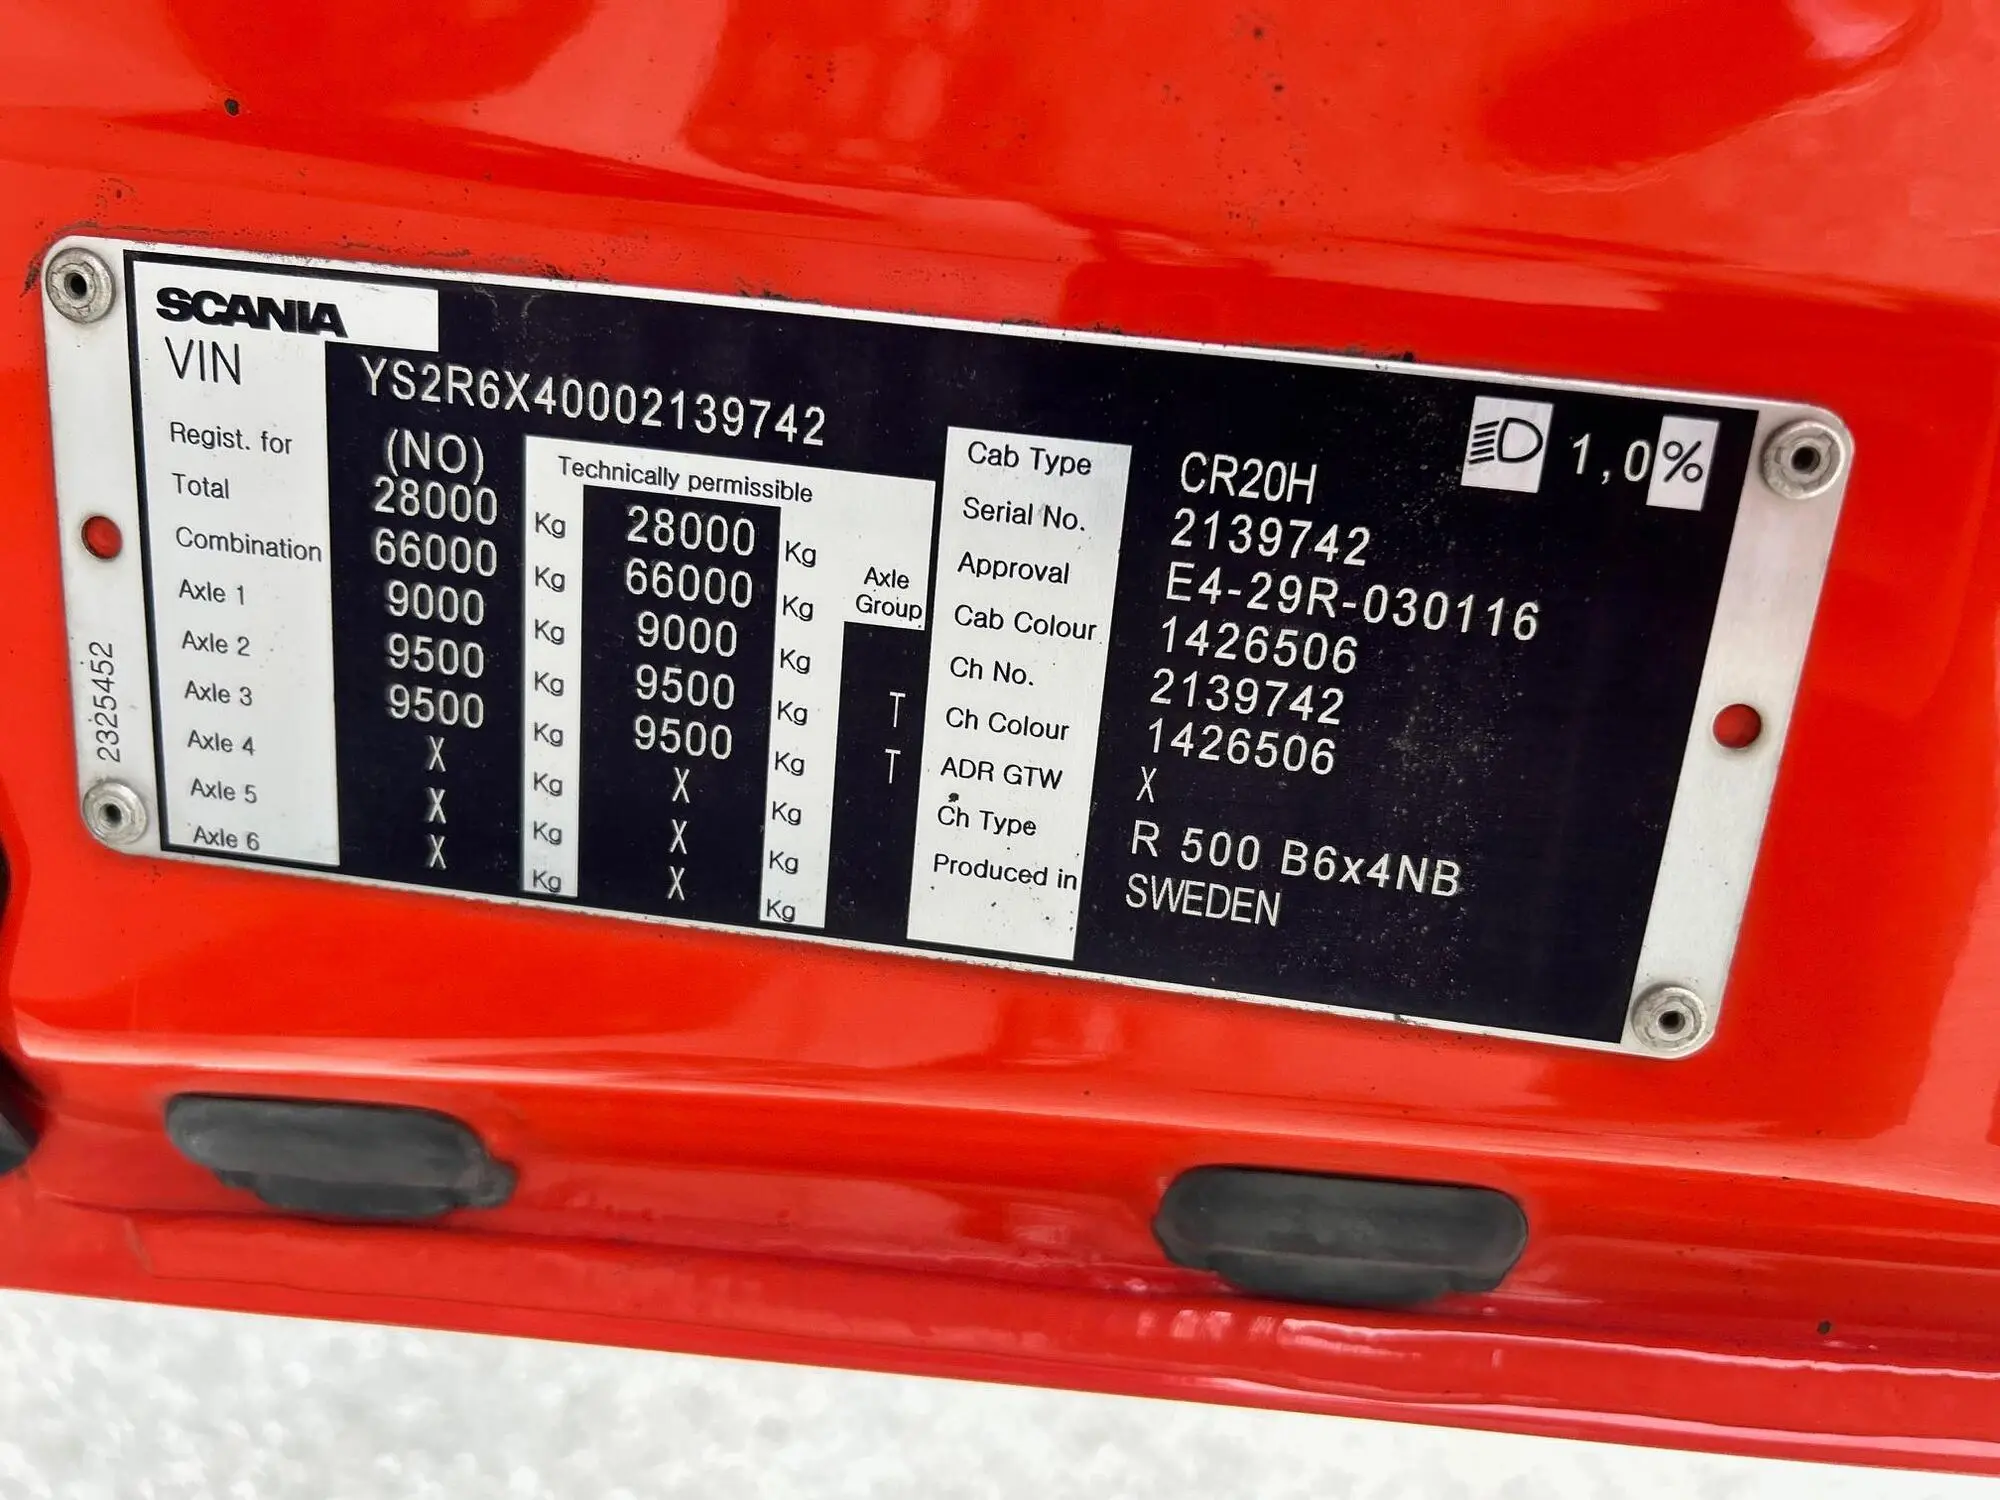 SCANIA
VIN YS2R6X40002139742
Regist. for (NO) Technically permissible
Total 28000 Kg 28000 Kg
Combination 66000 Kg 66000 Kg Axle Group
Axle 1 9000 Kg 9000 Kg
Axle 2 9500 Kg 9500 Kg T
Axle 3 9500 Kg 9500 Kg T
Axle 4 X Kg X Kg
Axle 5 X Kg X Kg
Axle 6 X Kg X Kg
1,0%
Cab Type CR20H
Serial No. 2139742
Approval E4-29R-030116
Cab Colour 1426506
Ch No. 2139742
Ch Colour 1426506
ADR GTW X
Ch Type R 500 B6x4NB
Produced in SWEDEN
2325452